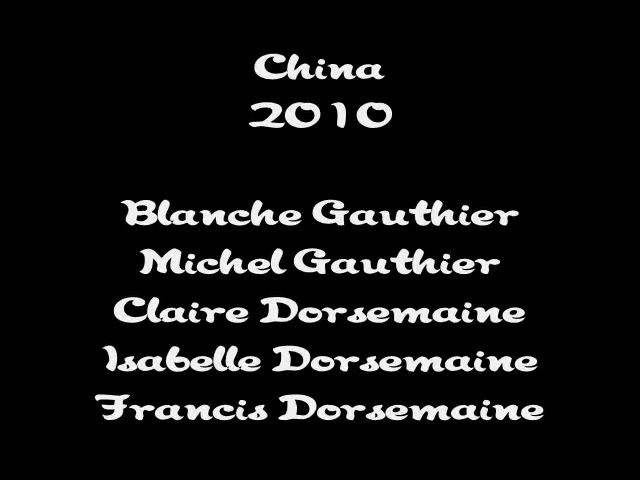 China
2010
Blanche Gauthier
Michel Gauthier
Claire Dorsemaine
Isabelle Dorsemaine
Francis Dorsemaine